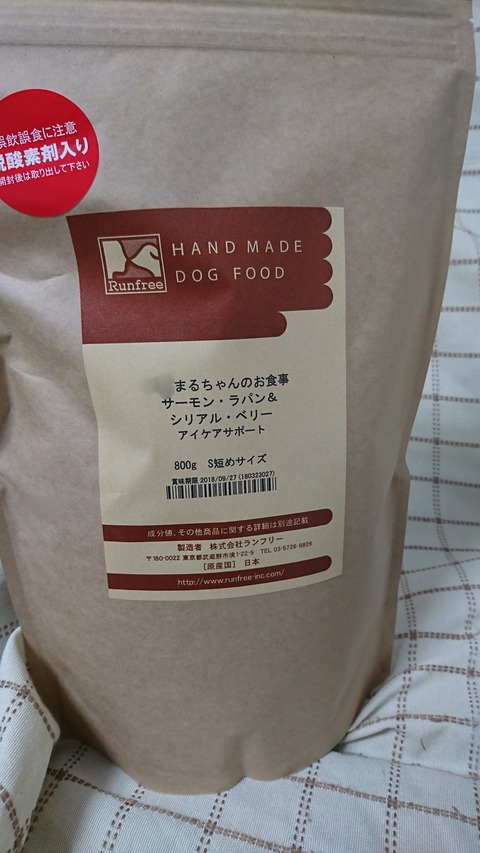 誤飲誤食に注意
脱酸素剤入り
開封後は取り出して下さい
Runfree
HAND MADE
DOG FOOD
まるちゃんのお食事
サーモン・ラパン＆
シリアル・ベリー
アイケアサポート
800g S短めサイズ
賞味期限 2018/09/27 (180323027)
成分値、その他商品に関する詳細は別途記載
製造者 株式会社ランフリー
〒180-0022 東京都武蔵野市境1-22-9 TEL 03-5726-8826
[原産国] 日本
http://www.runfree-inc.com/